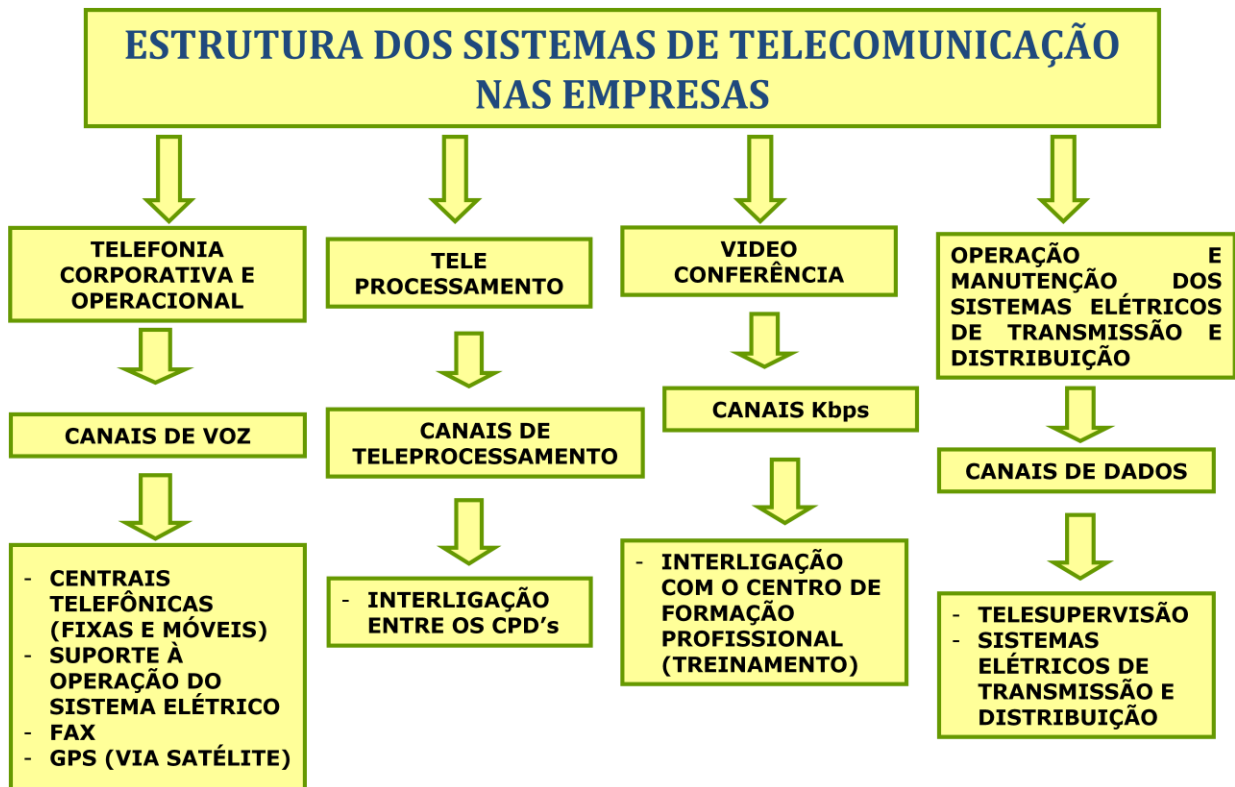 ESTRUTURA DOS SISTEMAS DE TELECOMUNICAÇÃO
NAS EMPRESAS
TELEFONIA
CORPORATIVA E
OPERACIONAL
CANAIS DE VOZ
- CENTRAIS
TELEFÔNICAS
(FIXAS E MÓVEIS)
- SUPORTE À
OPERAÇÃO DO
SISTEMA ELÉTRICO
- FAX
- GPS (VIA SATÉLITE)
TELE
PROCESSAMENTO
CANAIS DE
TELEPROCESSAMENTO
- INTERLIGAÇÃO
ENTRE OS CPD's
VIDEO
CONFERÊNCIA
CANAIS Kbps
- INTERLIGAÇÃO
COM O CENTRO DE
FORMAÇÃO
PROFISSIONAL
(TREINAMENTO)
OPERAÇÃO E
MANUTENÇÃO DOS
SISTEMAS ELÉTRICOS
DE TRANSMISSÃO E
DISTRIBUIÇÃO
CANAIS DE DADOS
- TELESUPERVISÃO
- SISTEMAS
ELÉTRICOS DE
TRANSMISSÃO E
DISTRIBUIÇÃO